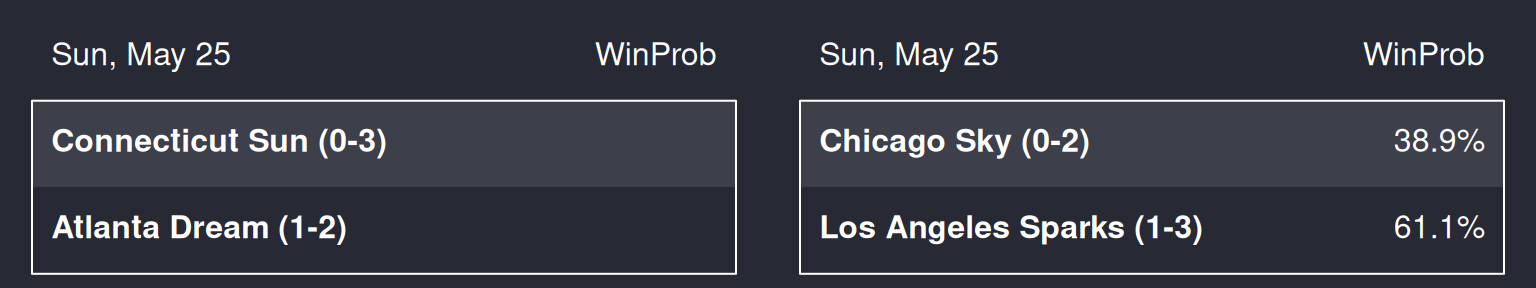 Sun, May 25 WinProb
Connecticut Sun (0-3)
Atlanta Dream (1-2)
Sun, May 25 WinProb
Chicago Sky (0-2) 38.9%
Los Angeles Sparks (1-3) 61.1%